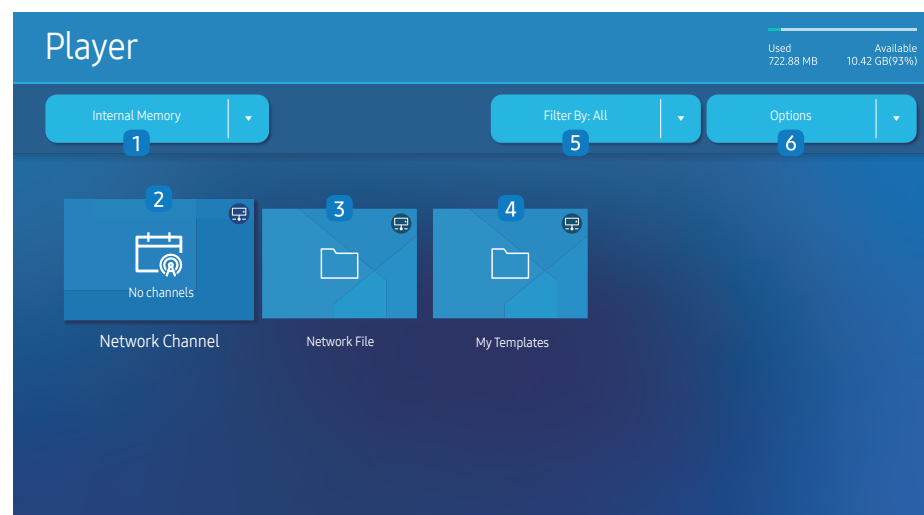 Player
Used Available
722.88 MB 10.42 GB(93%)
Internal Memory
1
Filter By: All
5
Options
6
2
3
4
No channels
Network Channel
Network File
My Templates